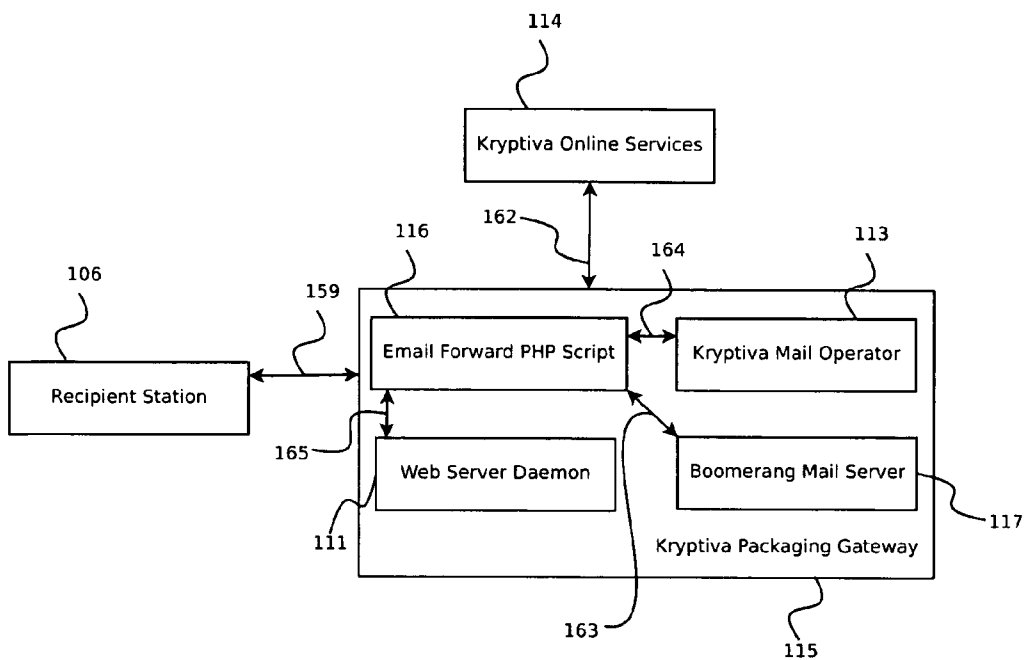 114
Kryptiva Online Services
162
116
164
113
106
159
Email Forward PHP Script
Kryptiva Mail Operator
Recipient Station
165
Web Server Daemon
Boomerang Mail Server
111
117
Kryptiva Packaging Gateway
163
115